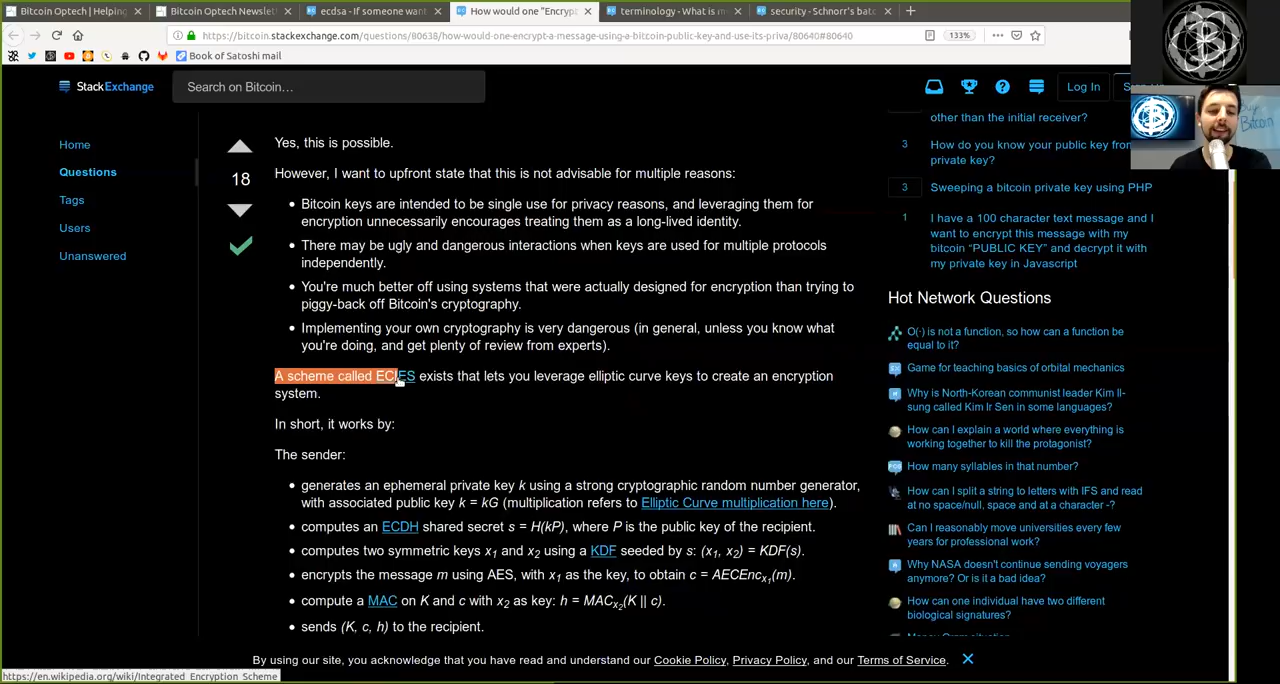 Bitcoin Optech | Helping
Bitcoin Optech Newslet
ecdsa - If someone want
How would one "Encryp
terminology - What is
security - Schnorr's batc
https://bitcoin.stackexchange.com/questions/80638/how-would-one-encrypt-a-message-using-a-bitcoin-public-key-and-use-its-priva/80640#80640
133%
Book of Satoshi mail
StackExchange
Search on Bitcoin…
Log In
Home
Questions
Tags
Users
Unanswered
18
Yes, this is possible.
However, I want to upfront state that this is not advisable for multiple reasons:
• Bitcoin keys are intended to be single use for privacy reasons, and leveraging them for
encryption unnecessarily encourages treating them as a long-lived identity.
• There may be ugly and dangerous interactions when keys are used for multiple protocols
independently.
• You're much better off using systems that were actually designed for encryption than trying to
piggy-back off Bitcoin's cryptography.
• Implementing your own cryptography is very dangerous (in general, unless you know what
you're doing, and get plenty of review from experts).
A scheme called ECIES exists that lets you leverage elliptic curve keys to create an encryption
system.
In short, it works by:
The sender:
• generates an ephemeral private key k using a strong cryptographic random number generator,
with associated public key k = kG (multiplication refers to Elliptic Curve multiplication here).
• computes an ECDH shared secret s = H(kP), where P is the public key of the recipient.
• computes two symmetric keys x1 and x2 using a KDF seeded by s: (x1, x2) = KDF(s).
• encrypts the message m using AES, with x1 as the key, to obtain c = AECEncx1(m).
• compute a MAC on K and c with x2 as key: h = MACx2(K || c).
• sends (K, c, h) to the recipient.
other than the initial receiver?
3 How do you know your public key from
private key?
3 Sweeping a bitcoin private key using PHP
1 I have a 100 character text message and I
want to encrypt this message with my
bitcoin “PUBLIC KEY” and decrypt it with
my private key in Javascript
Hot Network Questions
O(·) is not a function, so how can a function be
equal to it?
Game for teaching basics of orbital mechanics
Why is North-Korean communist leader Kim Il-
sung called Kim Ir Sen in some languages?
How can I explain a world where everything is
working together to kill the protagonist?
How many syllables in that number?
How can I split a string to letters with IFS and read
at no space/null, space and at a character -?
Can I reasonably move universities every few
years for professional work?
Why NASA doesn't continue sending voyagers
anymore? Or is it a bad idea?
How can one individual have two different
biological signatures?
By using our site, you acknowledge that you have read and understand our Cookie Policy, Privacy Policy, and our Terms of Service.
https://en.wikipedia.org/wiki/Integrated_Encryption_Scheme
Buy
Bitcoin